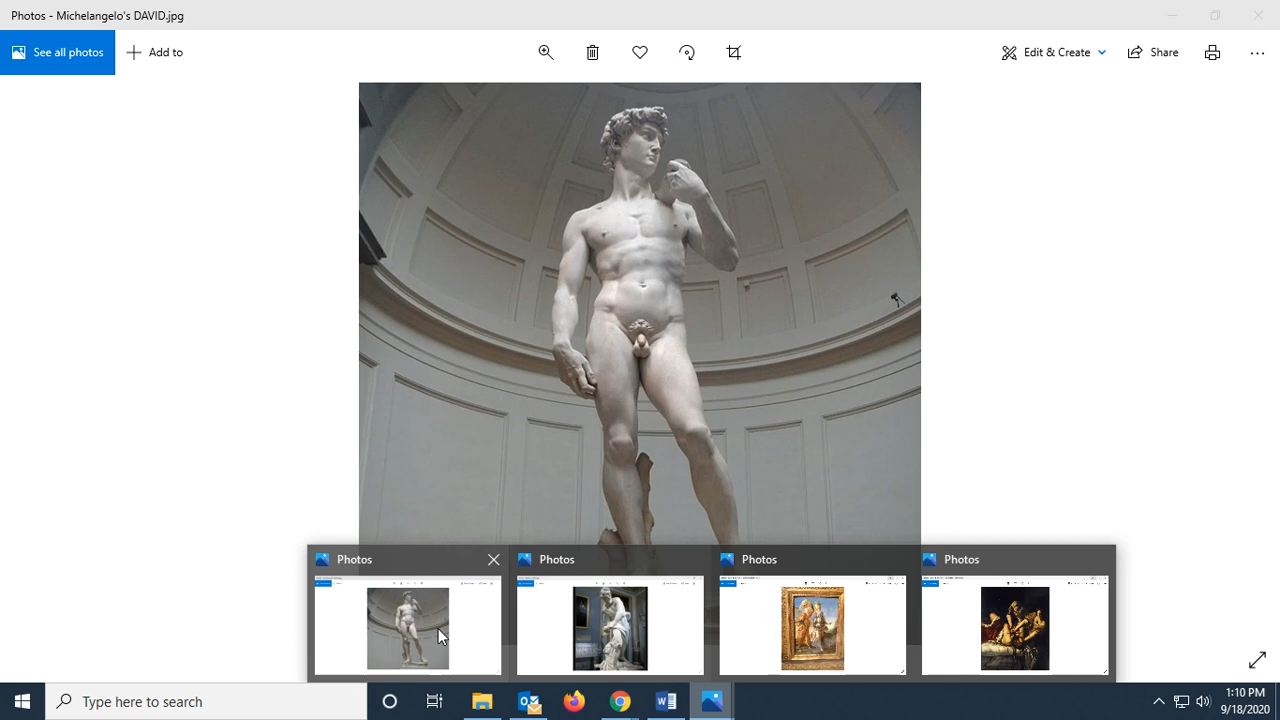 Photos - Michelangelo's DAVID.jpg
See all photos
Add to
Edit & Create
Share
Photos
Photos
Photos
Photos
Type here to search
1:10 PM
9/18/2020